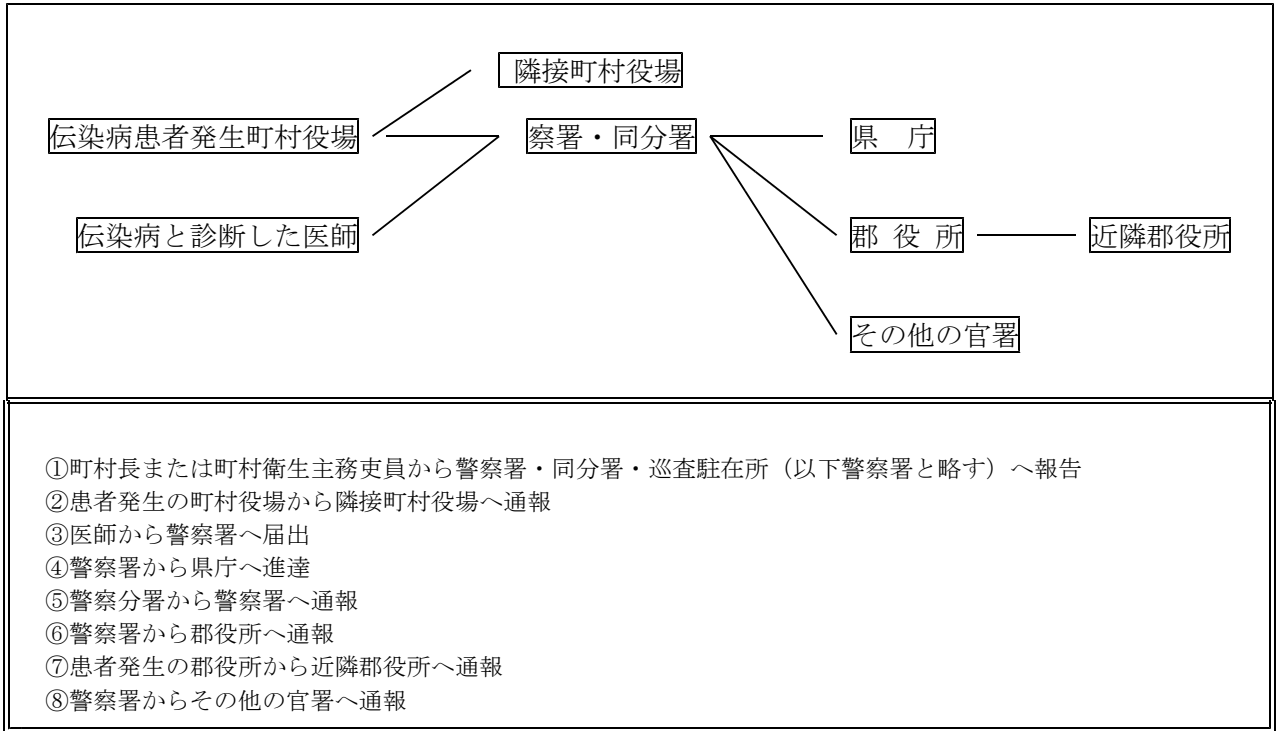 隣接町村役場
伝染病患者発生町村役場 察署・同分署 県 庁
伝染病と診断した医師 郡 役 所 近隣郡役所
その他の官署
①町村長または町村衛生主務吏員から警察署・同分署・巡査駐在所（以下警察署と略す）へ報告
②患者発生の町村役場から隣接町村役場へ通報
③医師から警察署へ届出
④警察署から県庁へ進達
⑤警察分署から警察署へ通報
⑥警察署から郡役所へ通報
⑦患者発生の郡役所から近隣郡役所へ通報
⑧警察署からその他の官署へ通報